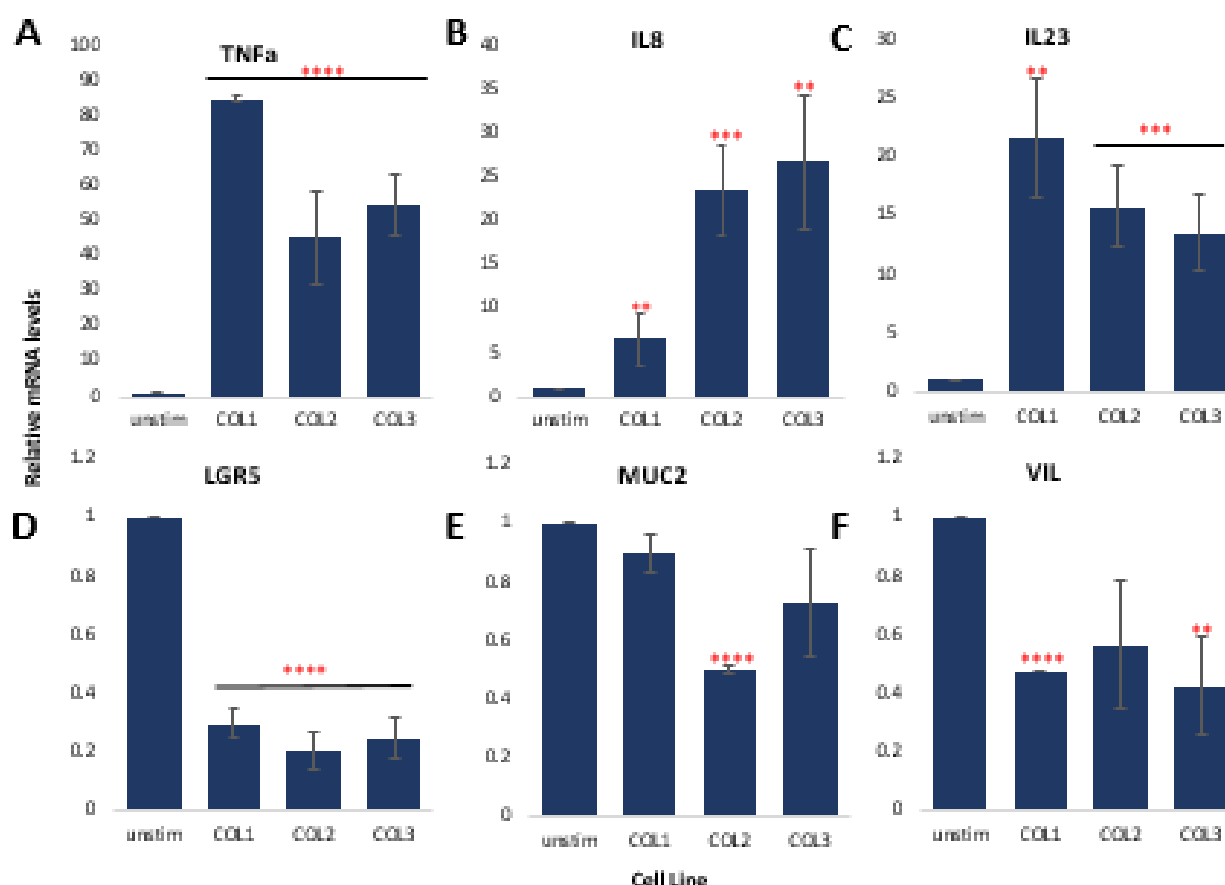 A
TNFa
****
100
90
80
70
60
50
40
30
20
10
0
unstim COL1 COL2 COL3
B
IL8
40
35
30
25
20
15
10
5
0
**
***
**
unstim COL1 COL2 COL3
C
IL23
30
25
20
15
10
5
0
**
***
unstim COL1 COL2 COL3
Relative mRNA levels
D
LGR5
1.2
1
0.8
0.6
0.4
0.2
0
****
unstim COL1 COL2 COL3
E
MUC2
1.2
1
0.8
0.6
0.4
0.2
0
****
unstim COL1 COL2 COL3
F
VIL
1.2
1
0.8
0.6
0.4
0.2
0
****
**
unstim COL1 COL2 COL3
Cell Line